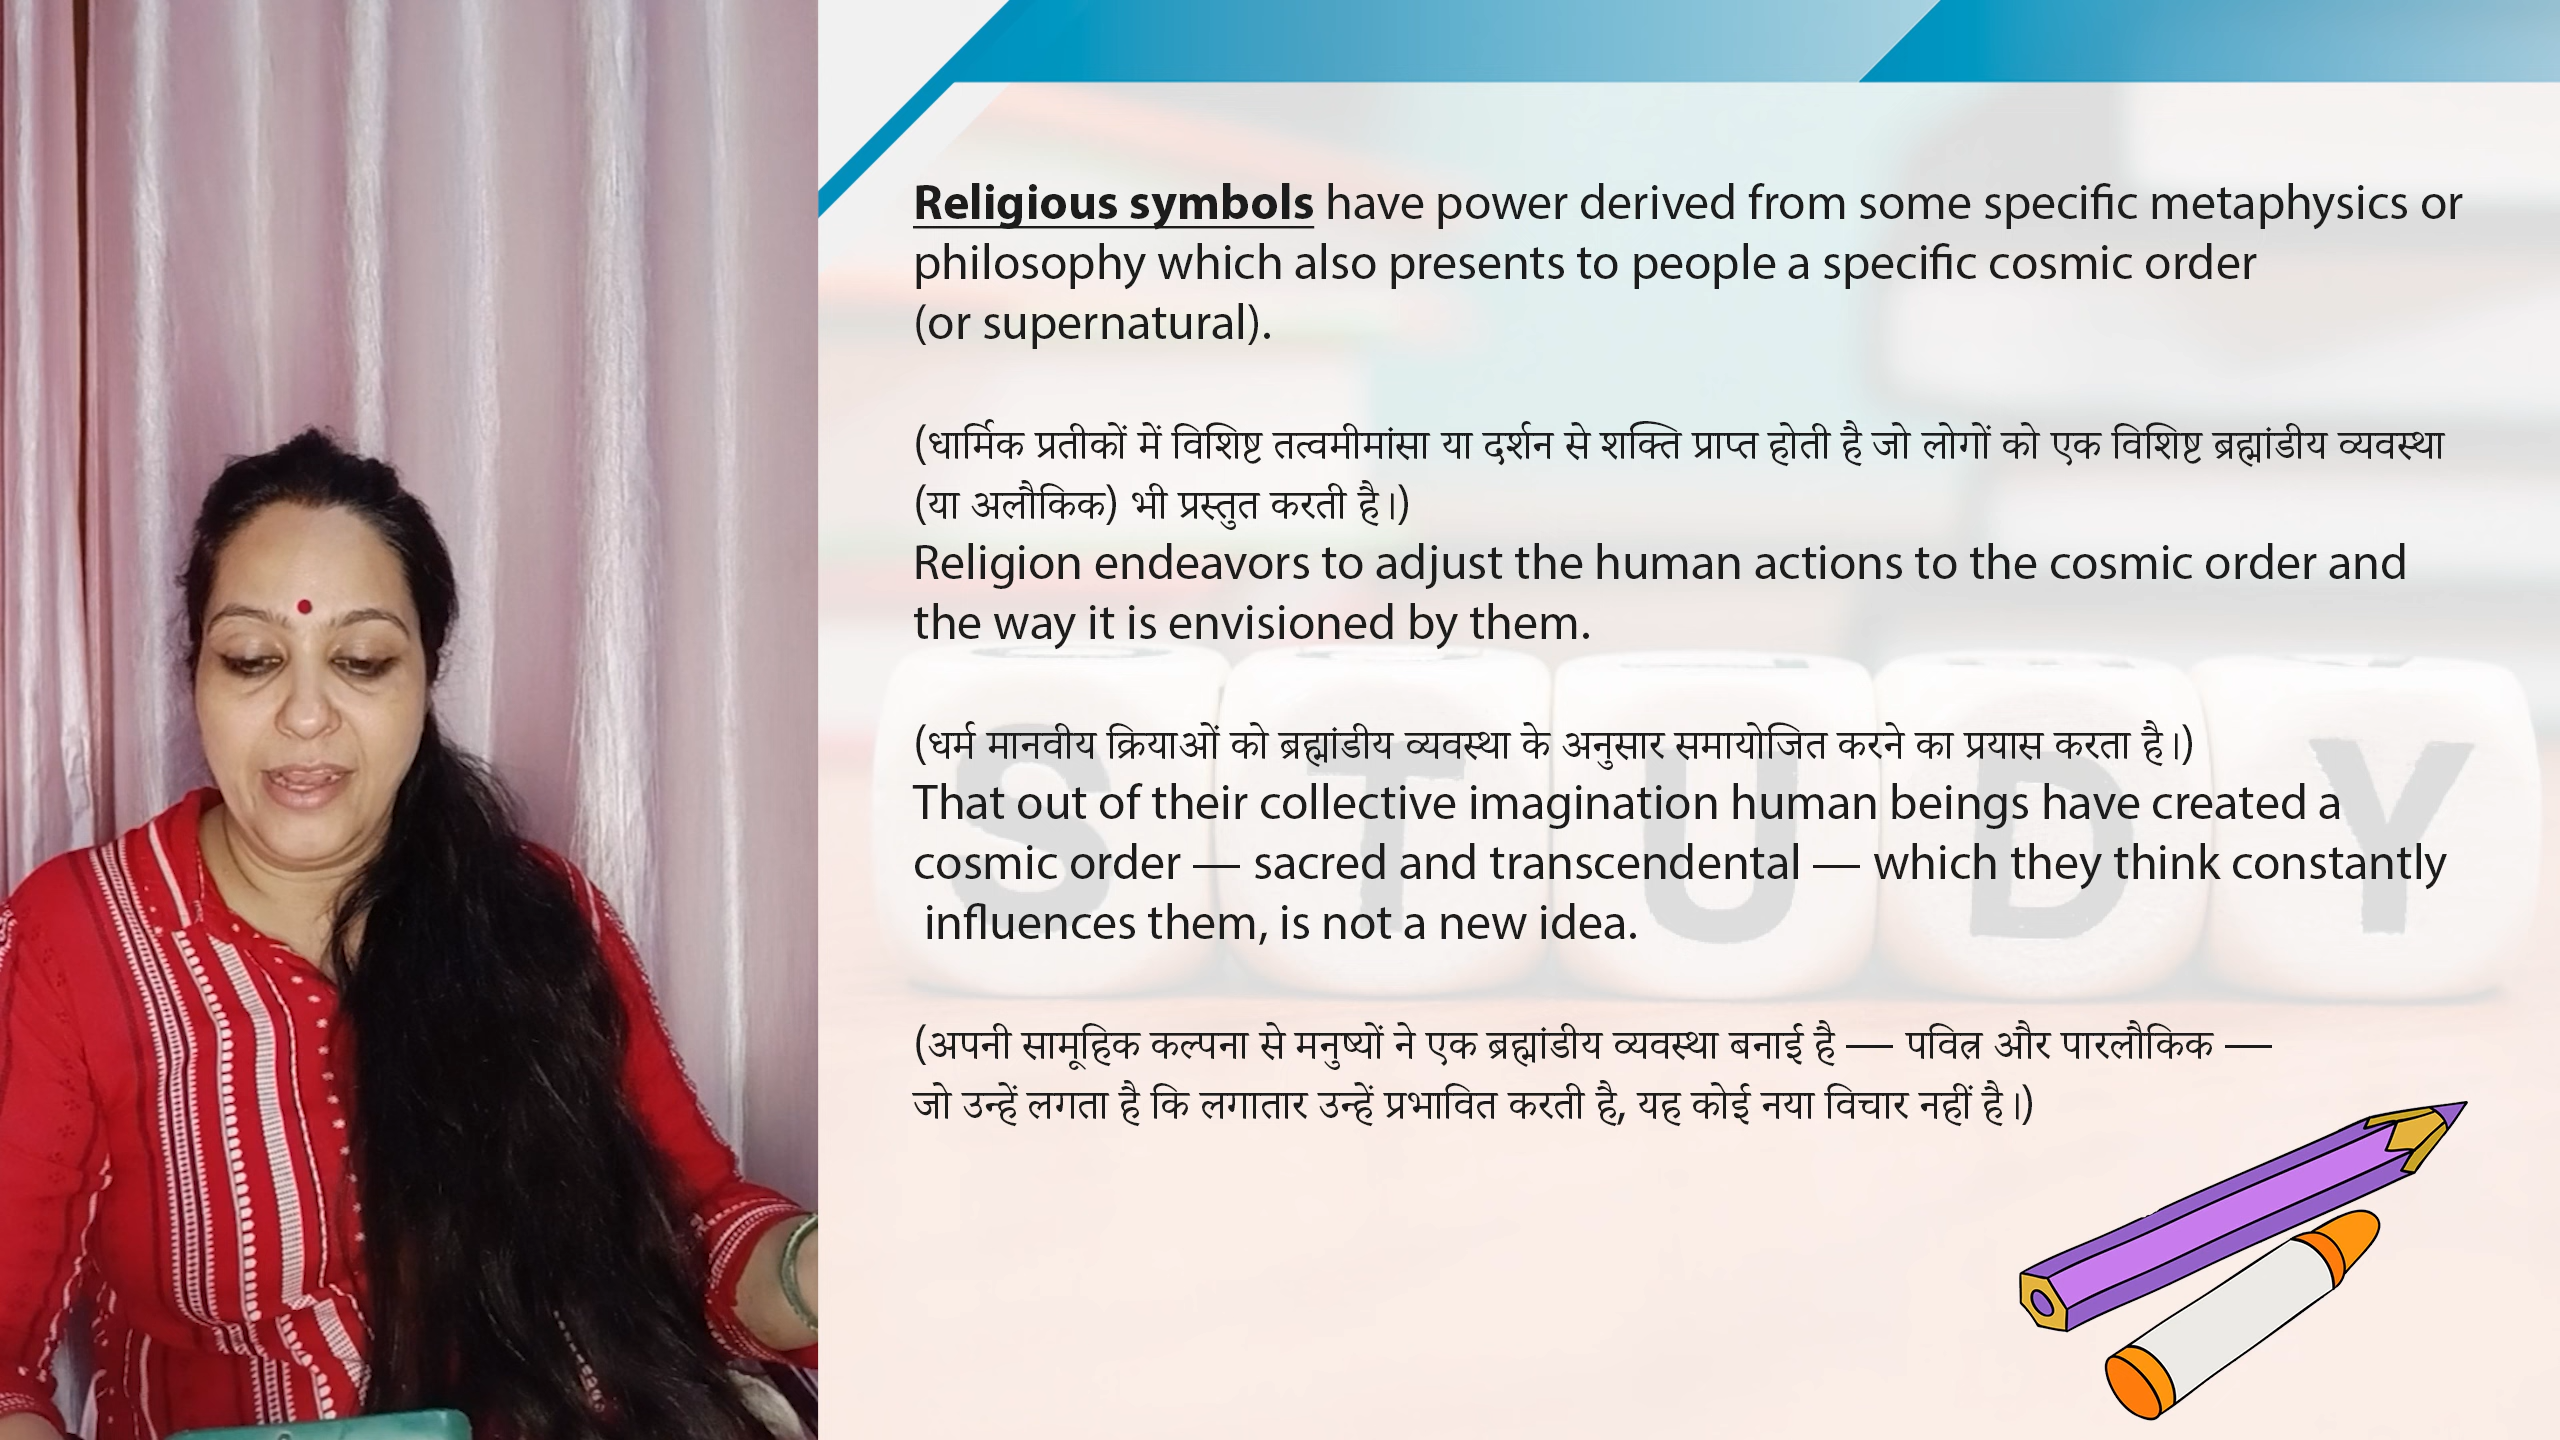 Religious symbols have power derived from some specific metaphysics or
philosophy which also presents to people a specific cosmic order
(or supernatural).
(धार्मिक प्रतीकों में विशिष्ट तत्वमीमांसा या दर्शन से शक्ति प्राप्त होती है जो लोगों को एक विशिष्ट ब्रह्मांडीय व्यवस्था
(या अलौकिक) भी प्रस्तुत करती है।)
Religion endeavors to adjust the human actions to the cosmic order and
the way it is envisioned by them.
(धर्म मानवीय क्रियाओं को ब्रह्मांडीय व्यवस्था के अनुसार समायोजित करने का प्रयास करता है।)
That out of their collective imagination human beings have created a
cosmic order — sacred and transcendental — which they think constantly
influences them, is not a new idea.
(अपनी सामूहिक कल्पना से मनुष्यों ने एक ब्रह्मांडीय व्यवस्था बनाई है — पवित्र और पारलौकिक —
जो उन्हें लगता है कि लगातार उन्हें प्रभावित करती है, यह कोई नया विचार नहीं है।)
STUDY